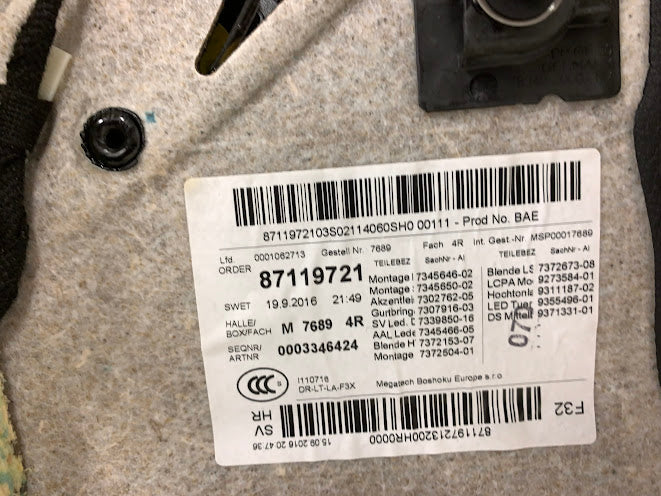 8711972103S02114060SH0 00111 - Prod No. BAE
Lfd. 0001062713 Gestell Nr. 7689 Fach 4R Int. Gest.-Nr. MSP00017689
ORDER 87119721
SWET 19.9.2016 21:49
HALLE/
BOX/FACH M 7689 4R
SEQNR/
ARTNR 0003346424
TEILEBEZ SachNr - AI
Montage 7345646-02
Montage 7345650-02
Akzentlei 7302762-05
Gurtbring 7307916-03
SV Led. 7339850-16
AAL Lede 7345466-05
Blende H 7372153-07
Montage 7372504-01
TEILEBEZ SachNr - AI
Blende LS 7372673-08
LCPA Mo 9273584-01
Hochtonl 9311187-02
LED Tuer 9355496-01
DS Mittel 9371331-01
07
CCC S
I110716
DR-LT-LA-F3X
Megatech Boshoku Europe s.r.o.
SV
HR
15.09.2016 20:47:36
8711972132000HR0000
F32